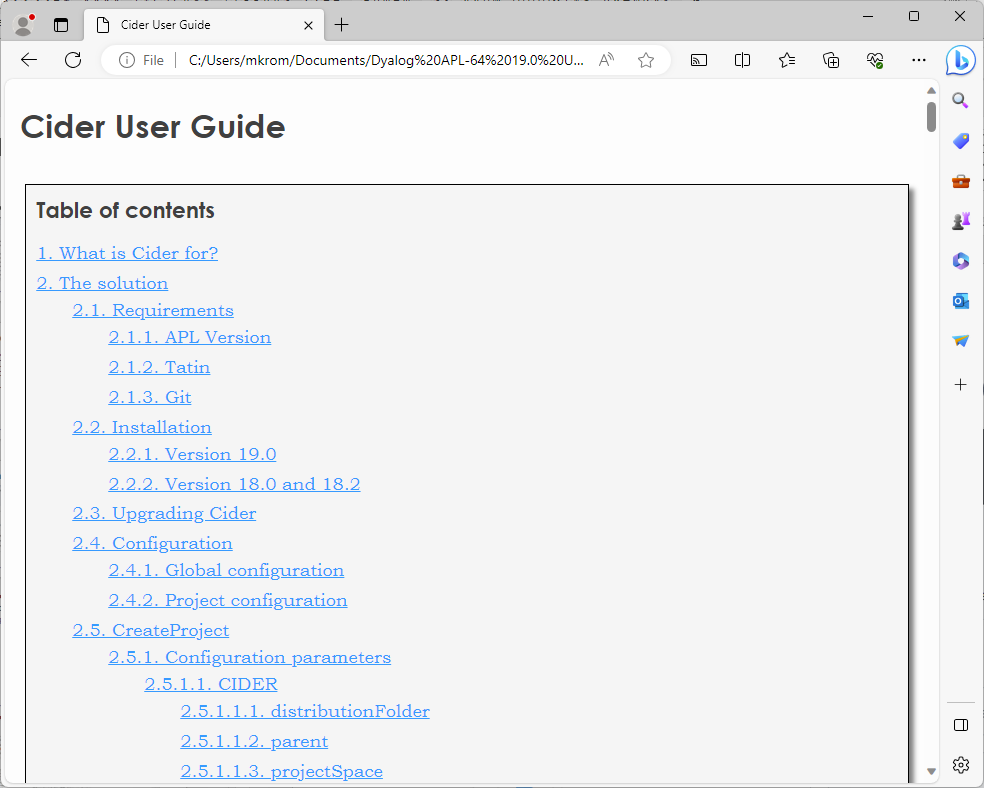 Cider User Guide
File C:/Users/mkrom/Documents/Dyalog%20APL-64%2019.0%20U...
Cider User Guide
Table of contents
1. What is Cider for?
2. The solution
2.1. Requirements
2.1.1. APL Version
2.1.2. Tatin
2.1.3. Git
2.2. Installation
2.2.1. Version 19.0
2.2.2. Version 18.0 and 18.2
2.3. Upgrading Cider
2.4. Configuration
2.4.1. Global configuration
2.4.2. Project configuration
2.5. CreateProject
2.5.1. Configuration parameters
2.5.1.1. CIDER
2.5.1.1.1. distributionFolder
2.5.1.1.2. parent
2.5.1.1.3. projectSpace